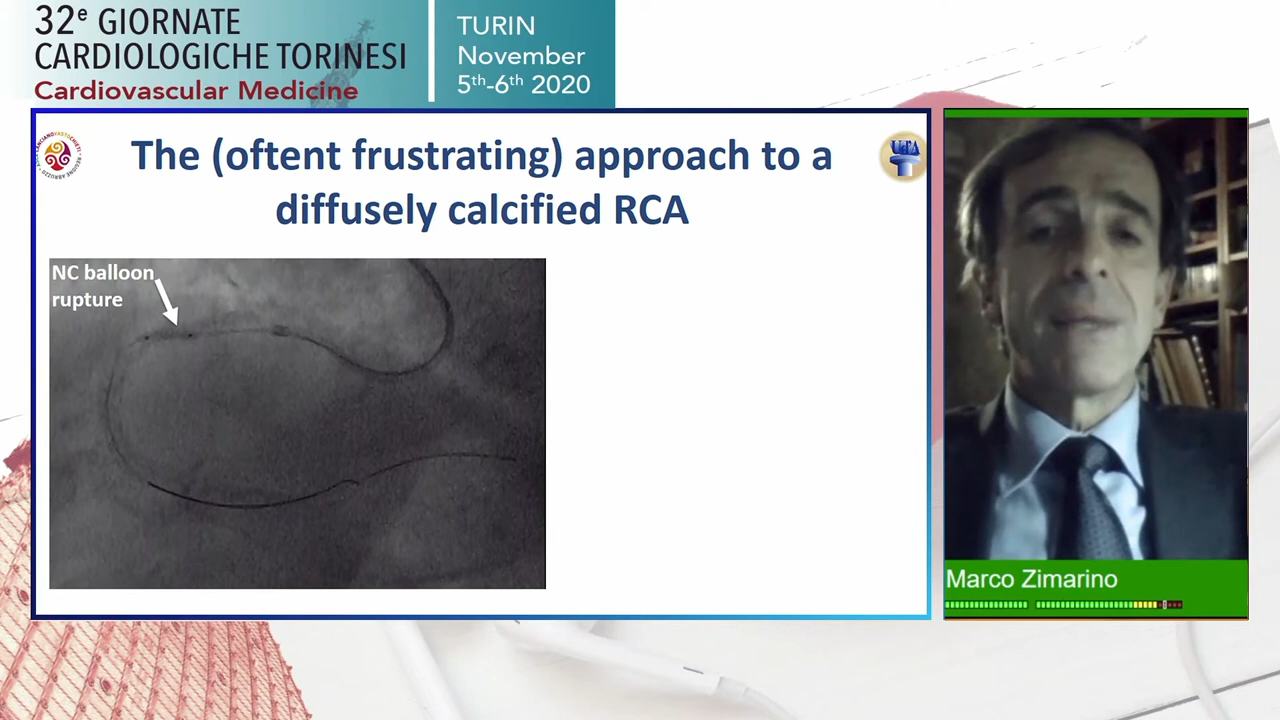 32e GIORNATE
CARDIOLOGICHE TORINESI
Cardiovascular Medicine
TURIN
November
5th-6th 2020
The (oftent frustrating) approach to a
diffusely calcified RCA
NC balloon
rupture
UdA
Marco Zimarino